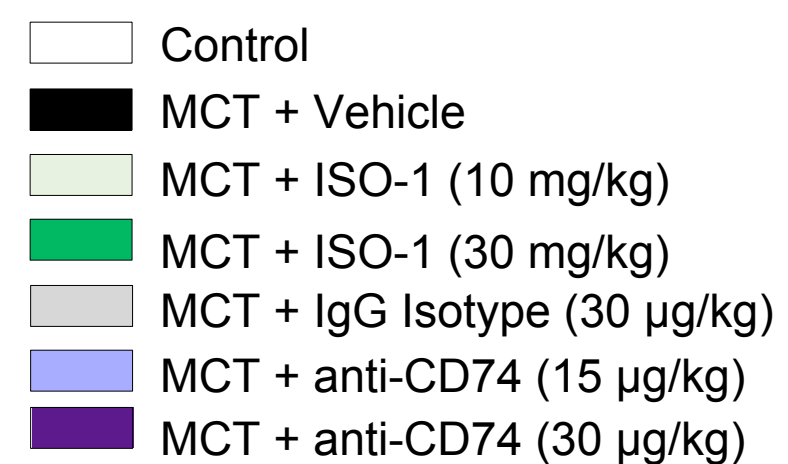 Control
MCT + Vehicle
MCT + ISO-1 (10 mg/kg)
MCT + ISO-1 (30 mg/kg)
MCT + IgG Isotype (30 µg/kg)
MCT + anti-CD74 (15 µg/kg)
MCT + anti-CD74 (30 µg/kg)